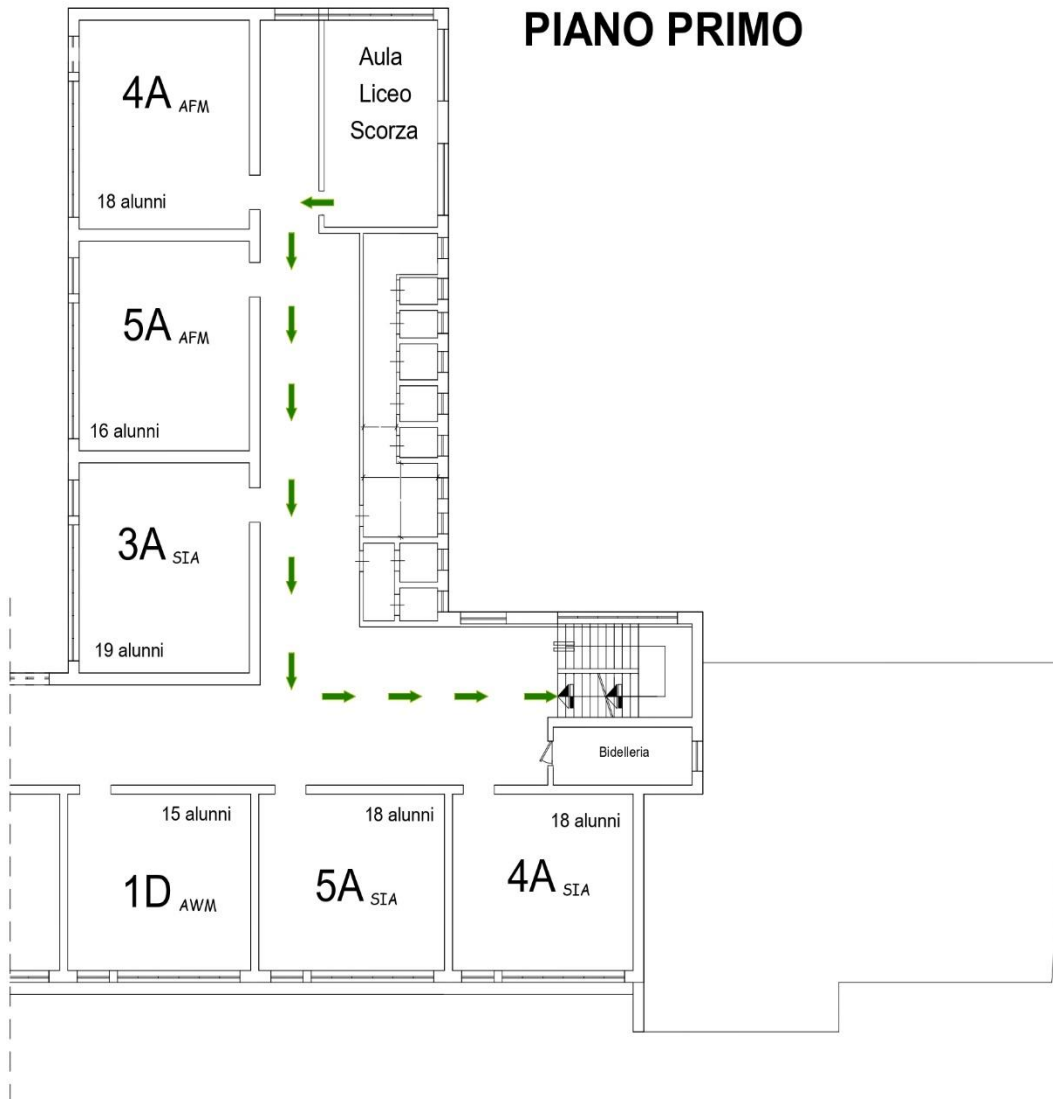 PIANO PRIMO
Aula
Liceo
Scorza
4A AFM
18 alunni
5A AFM
16 alunni
3A SIA
19 alunni
Bidelleria
15 alunni
18 alunni
18 alunni
1D AWM
5A SIA
4A SIA